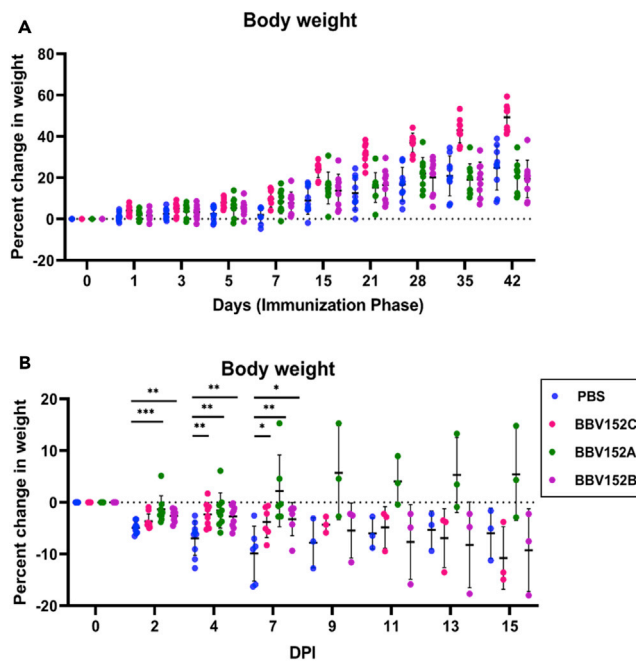 A
Body weight
Percent change in weight
80
60
40
20
0
-20
0 1 3 5 7 15 21 28 35 42
Days (Immunization Phase)
B
Body weight
Percent change in weight
20
10
0
-10
-20
** ** *
*** ** **
** *
0 2 4 7 9 11 13 15
DPI
PBS
BBV152C
BBV152A
BBV152B